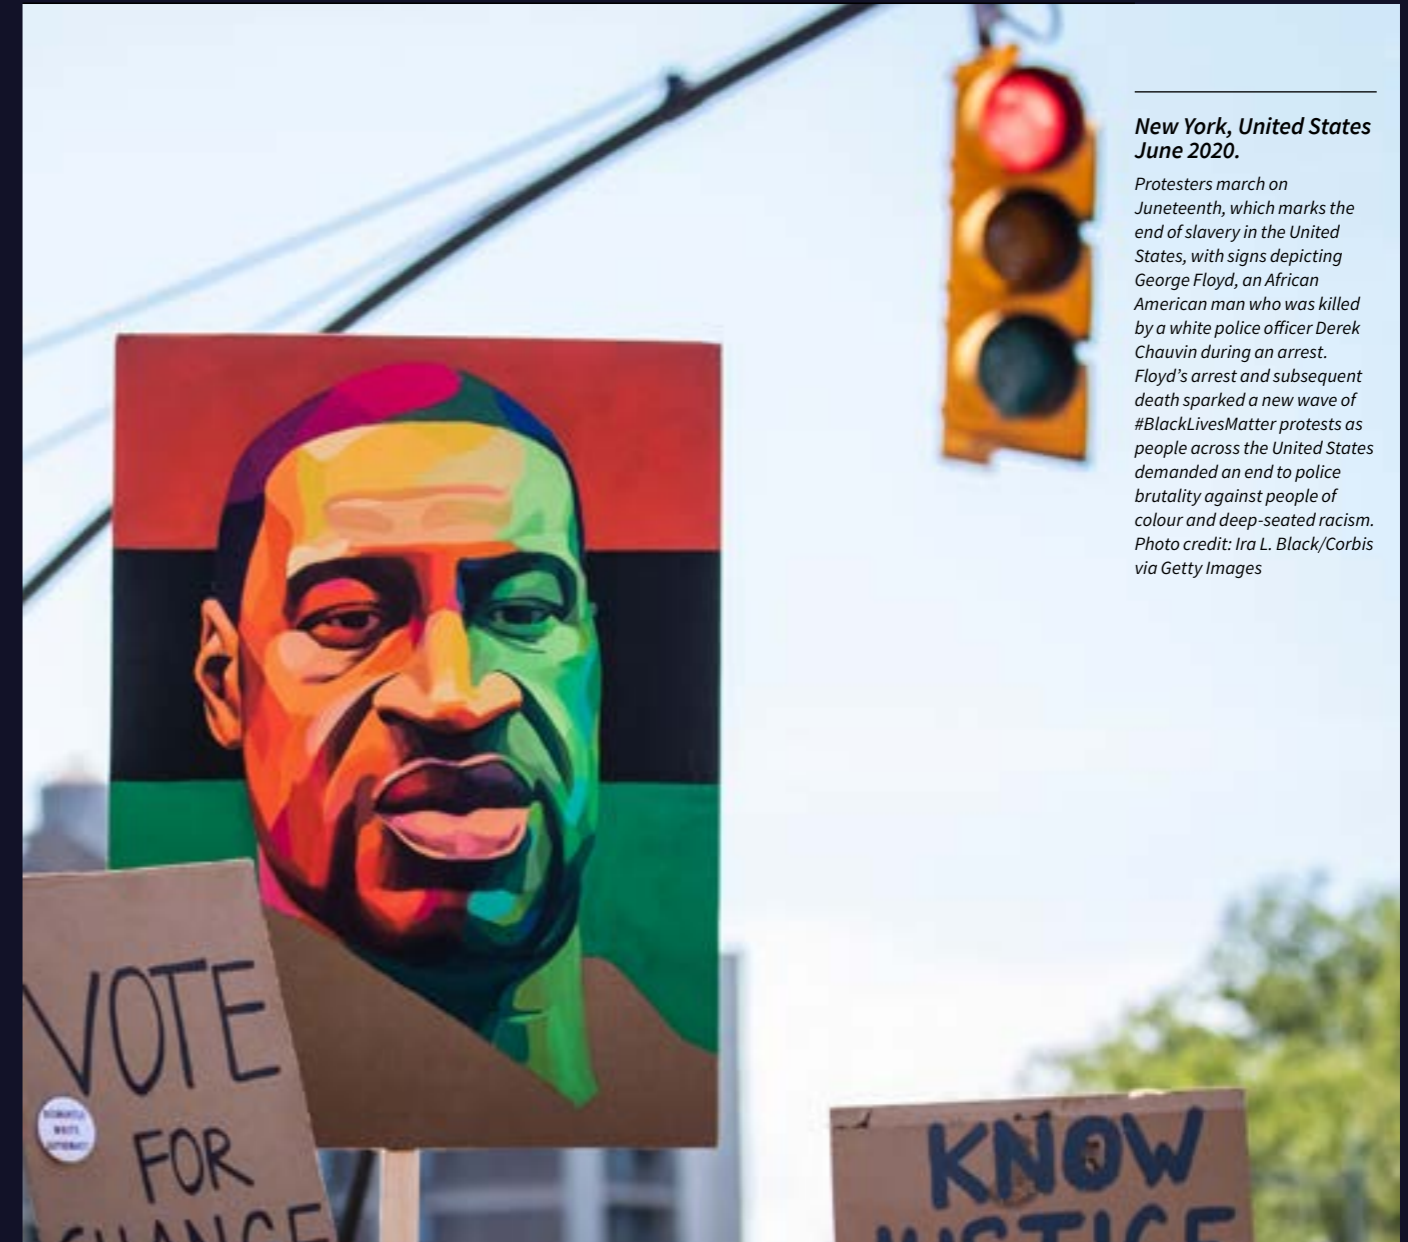 New York, United States
June 2020.
Protesters march on
Juneteenth, which marks the
end of slavery in the United
States, with signs depicting
George Floyd, an African
American man who was killed
by a white police officer Derek
Chauvin during an arrest.
Floyd’s arrest and subsequent
death sparked a new wave of
#BlackLivesMatter protests as
people across the United States
demanded an end to police
brutality against people of
colour and deep-seated racism.
Photo credit: Ira L. Black/Corbis
via Getty Images
VOTE
FOR
CHANGE
KNOW
JUSTICE